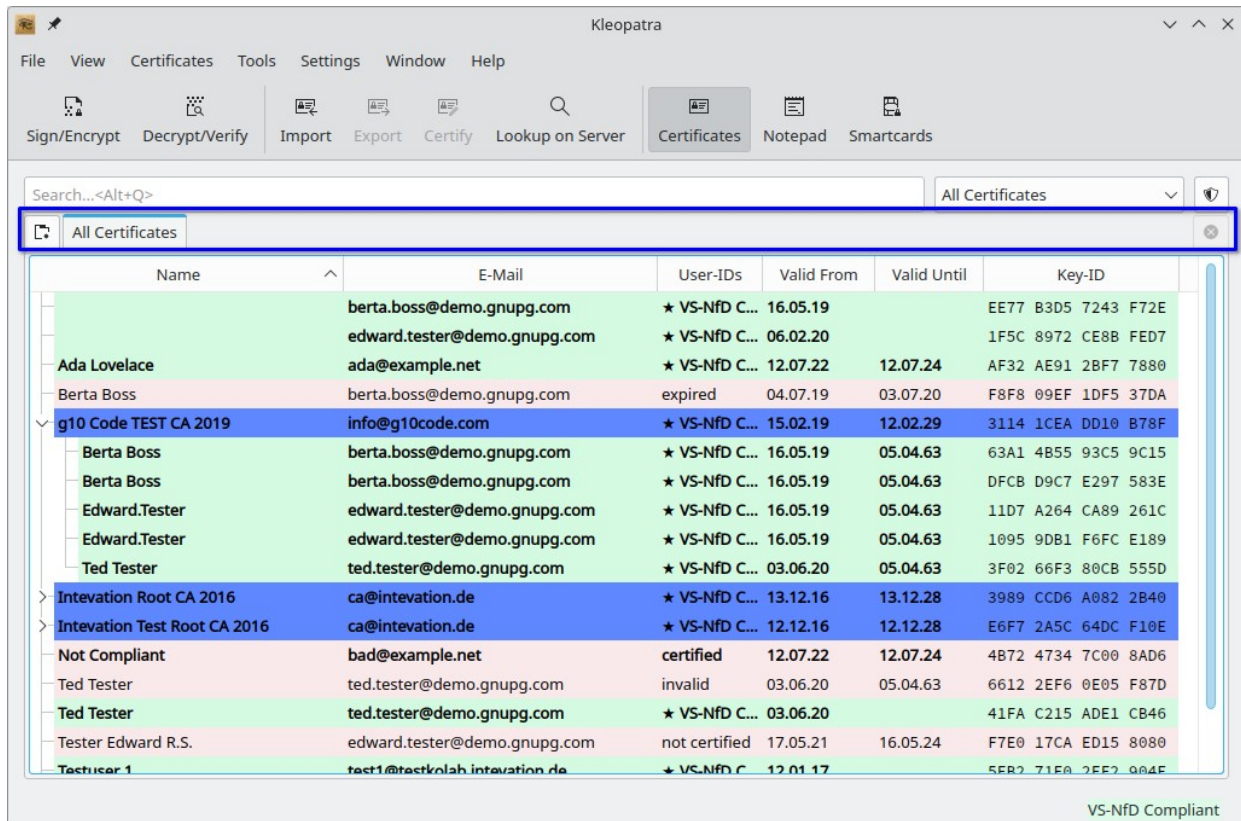 Kleopatra
File View Certificates Tools Settings Window Help
Sign/Encrypt Decrypt/Verify Import Export Certify Lookup on Server Certificates Notepad Smartcards
Search...<Alt+Q> All Certificates
All Certificates
Name E-Mail User-IDs Valid From Valid Until Key-ID
berta.boss@demo.gnupg.com ★ VS-NfD C... 16.05.19 EE77 B3D5 7243 F72E
edward.tester@demo.gnupg.com ★ VS-NfD C... 06.02.20 1F5C 8972 CE8B FED7
Ada Lovelace ada@example.net ★ VS-NfD C... 12.07.22 12.07.24 AF32 AE91 2BF7 7880
Berta Boss berta.boss@demo.gnupg.com expired 04.07.19 03.07.20 F8F8 09EF 1DF5 37DA
g10 Code TEST CA 2019 info@g10code.com ★ VS-NfD C... 15.02.19 12.02.29 3114 1CEA DD10 B78F
Berta Boss berta.boss@demo.gnupg.com ★ VS-NfD C... 16.05.19 05.04.63 63A1 4B55 93C5 9C15
Berta Boss berta.boss@demo.gnupg.com ★ VS-NfD C... 16.05.19 05.04.63 DFCB D9C7 E297 583E
Edward.Tester edward.tester@demo.gnupg.com ★ VS-NfD C... 16.05.19 05.04.63 11D7 A264 CA89 261C
Edward.Tester edward.tester@demo.gnupg.com ★ VS-NfD C... 16.05.19 05.04.63 1095 9DB1 F6FC E189
Ted Tester ted.tester@demo.gnupg.com ★ VS-NfD C... 03.06.20 05.04.63 3F02 66F3 80CB 555D
Intevation Root CA 2016 ca@intevation.de ★ VS-NfD C... 13.12.16 13.12.28 3989 CCD6 A082 2B40
Intevation Test Root CA 2016 ca@intevation.de ★ VS-NfD C... 12.12.16 12.12.28 E6F7 2A5C 64DC F10E
Not Compliant bad@example.net certified 12.07.22 12.07.24 4B72 4734 7C00 8AD6
Ted Tester ted.tester@demo.gnupg.com invalid 03.06.20 05.04.63 6612 2EF6 0E05 F87D
Ted Tester ted.tester@demo.gnupg.com ★ VS-NfD C... 03.06.20 41FA C215 ADE1 CB46
Tester Edward R.S. edward.tester@demo.gnupg.com not certified 17.05.21 16.05.24 F7E0 17CA ED15 8080
Testuser 1 test1@testkolab.intevation.de ★ VS-NfD C 12.01.17
VS-NfD Compliant